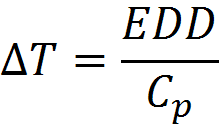 ΔT = EDD / C_p